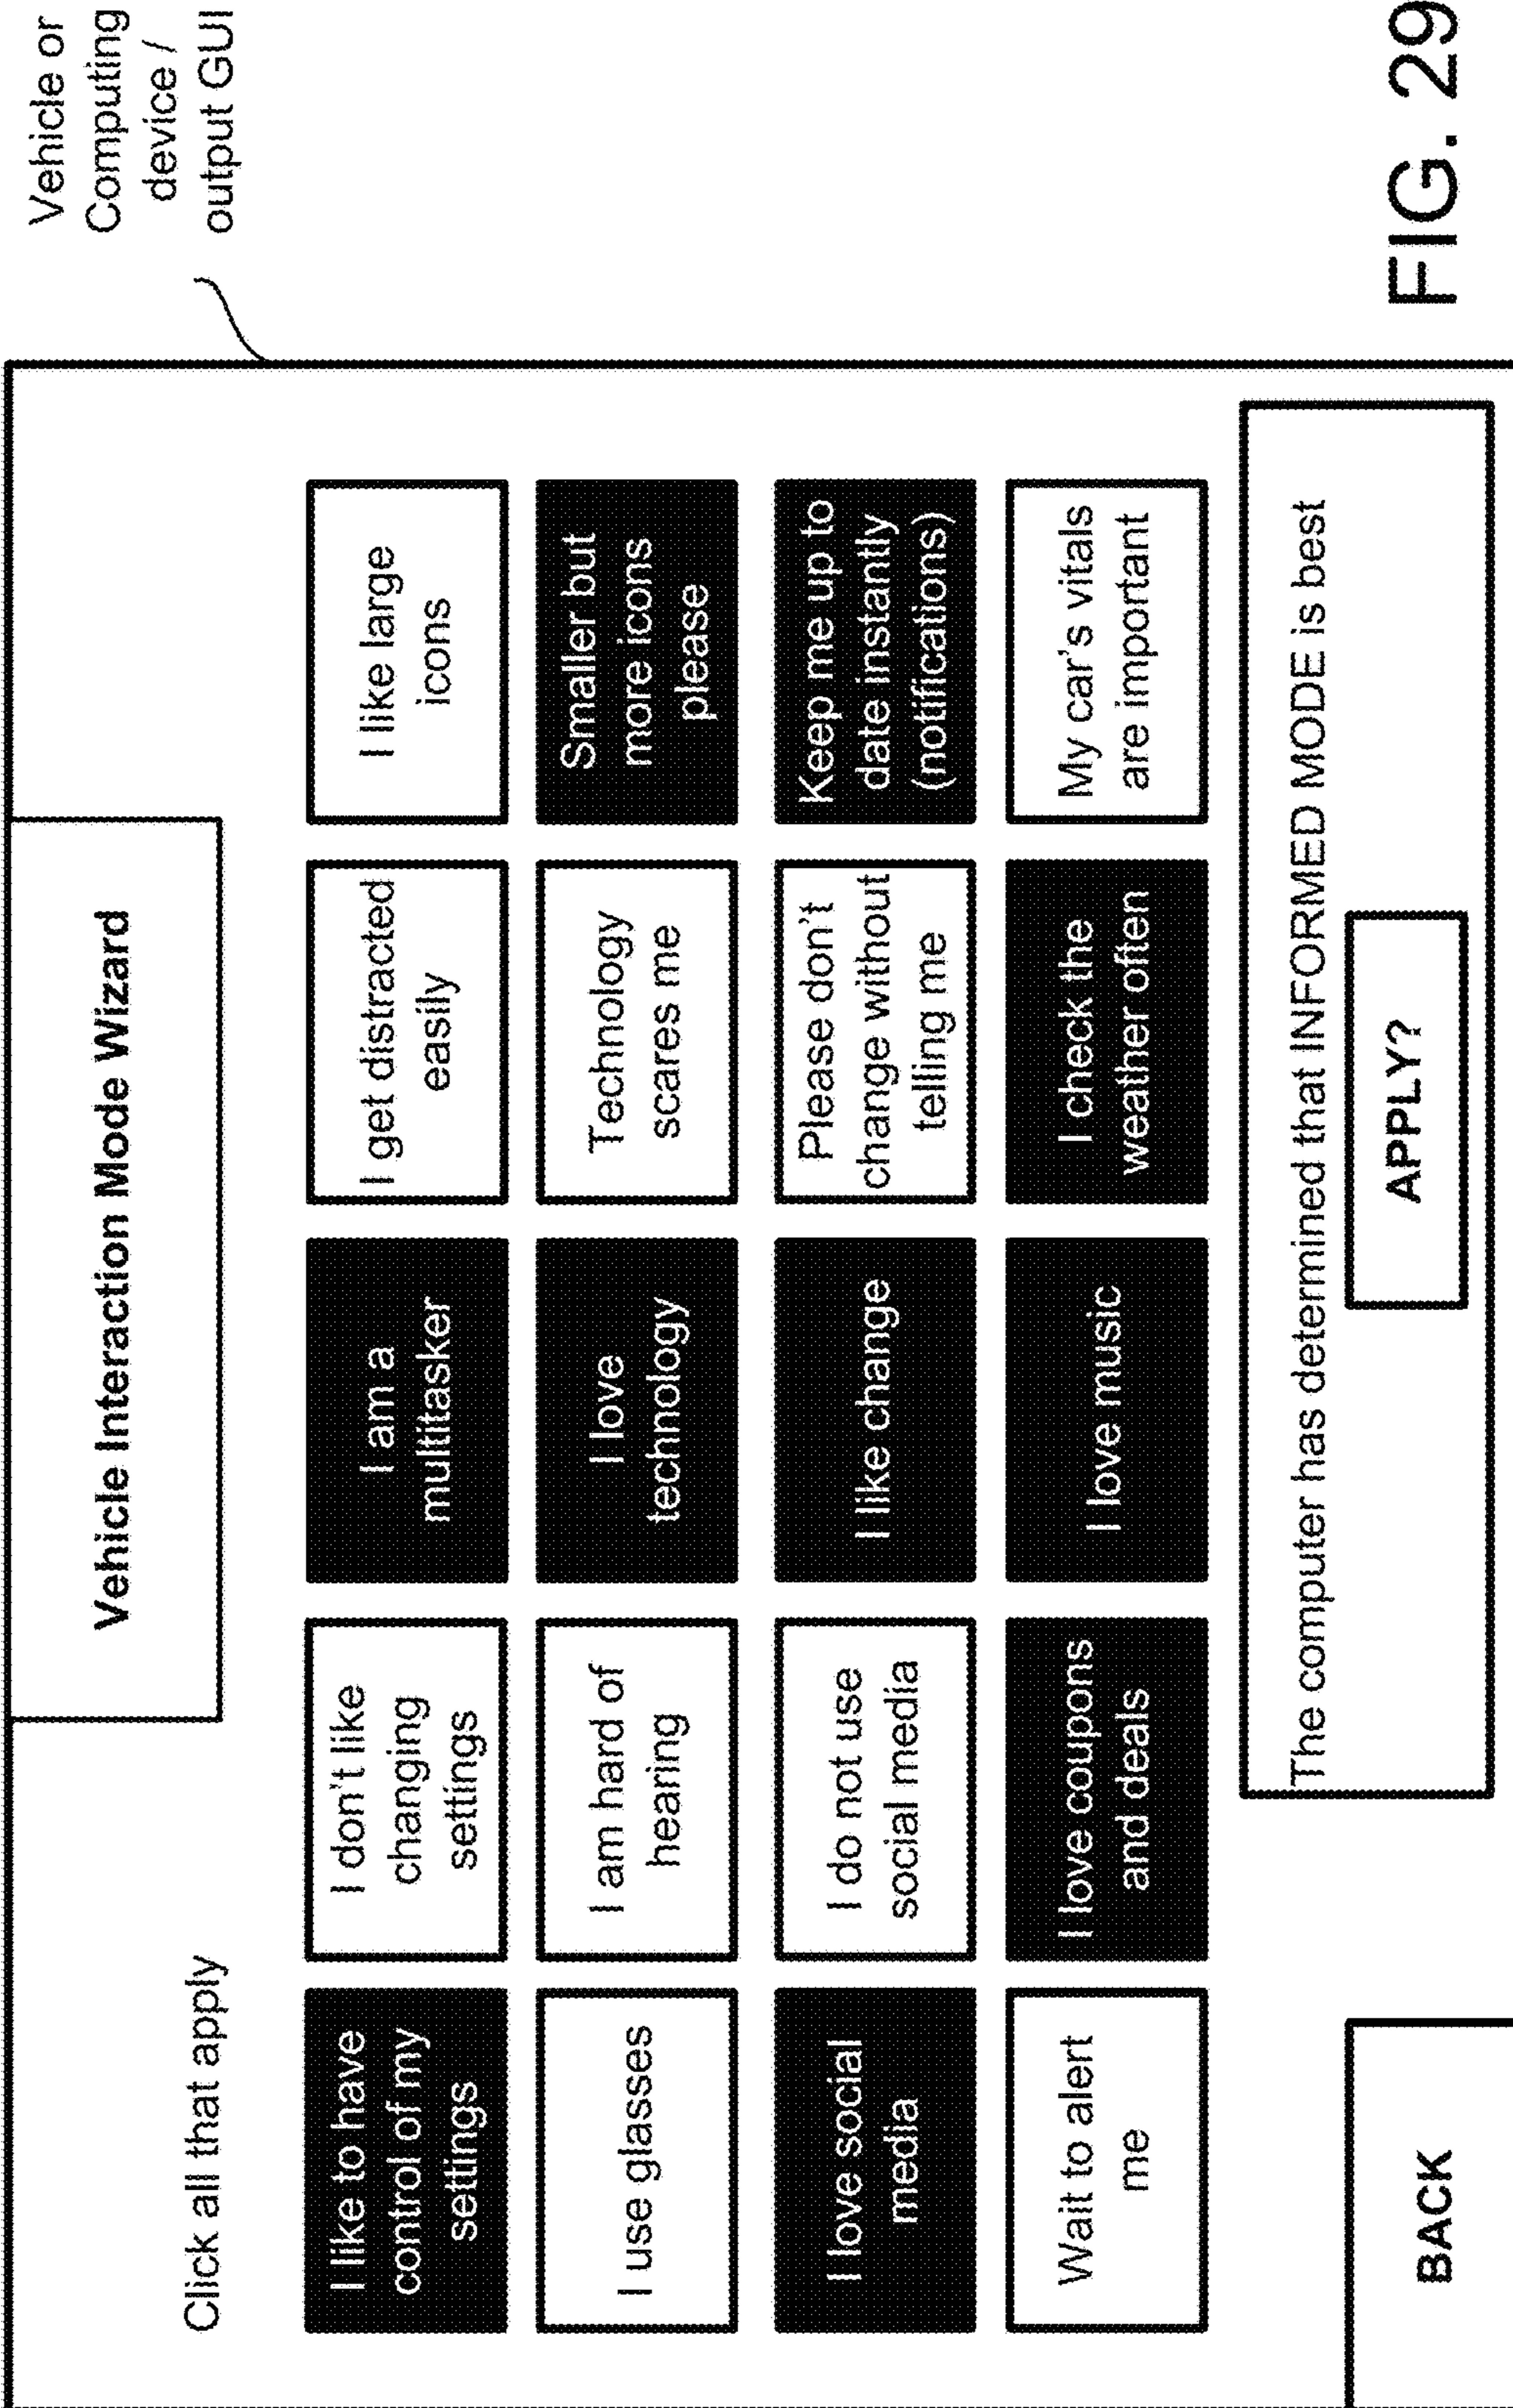 Vehicle or
Computing
device /
output GUI
Vehicle Interaction Mode Wizard
Click all that apply
I like to have
control of my
settings
I don't like
changing
settings
I am a
multitasker
I get distracted
easily
I like large
icons
I use glasses
I am hard of
hearing
I love
technology
Technology
scares me
Smaller but
more icons
please
I love social
media
I do not use
social media
I like change
Please don't
change without
telling me
Keep me up to
date instantly
(notifications)
Wait to alert
me
I love coupons
and deals
I love music
I check the
weather often
My car's vitals
are important
The computer has determined that INFORMED MODE is best
APPLY?
BACK
FIG. 29